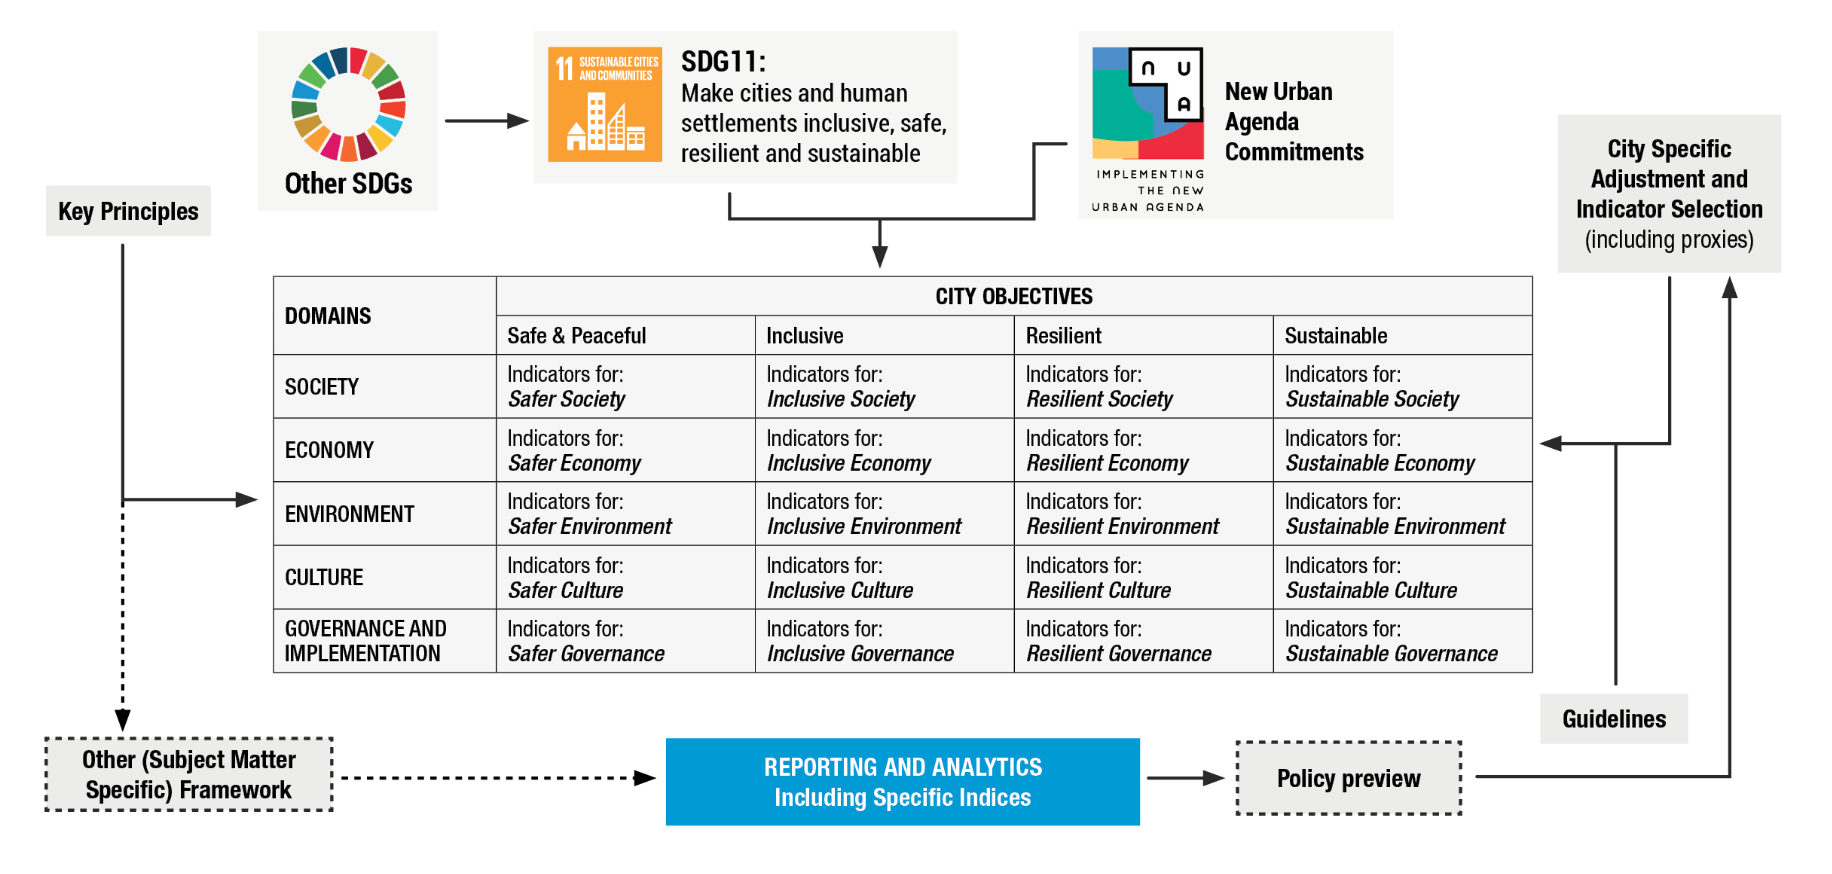 Other SDGs
11 SUSTAINABLE CITIES
AND COMMUNITIES
SDG11:
Make cities and human
settlements inclusive, safe,
resilient and sustainable
NUA
IMPLEMENTING
THE NEW
URBAN AGENDA
New Urban
Agenda
Commitments
City Specific
Adjustment and
Indicator Selection
(including proxies)
Key Principles
DOMAINS
CITY OBJECTIVES
Safe & Peaceful
Inclusive
Resilient
Sustainable
SOCIETY
Indicators for:
Safer Society
Indicators for:
Inclusive Society
Indicators for:
Resilient Society
Indicators for:
Sustainable Society
ECONOMY
Indicators for:
Safer Economy
Indicators for:
Inclusive Economy
Indicators for:
Resilient Economy
Indicators for:
Sustainable Economy
ENVIRONMENT
Indicators for:
Safer Environment
Indicators for:
Inclusive Environment
Indicators for:
Resilient Environment
Indicators for:
Sustainable Environment
CULTURE
Indicators for:
Safer Culture
Indicators for:
Inclusive Culture
Indicators for:
Resilient Culture
Indicators for:
Sustainable Culture
GOVERNANCE AND
IMPLEMENTATION
Indicators for:
Safer Governance
Indicators for:
Inclusive Governance
Indicators for:
Resilient Governance
Indicators for:
Sustainable Governance
Guidelines
Other (Subject Matter
Specific) Framework
REPORTING AND ANALYTICS
Including Specific Indices
Policy preview